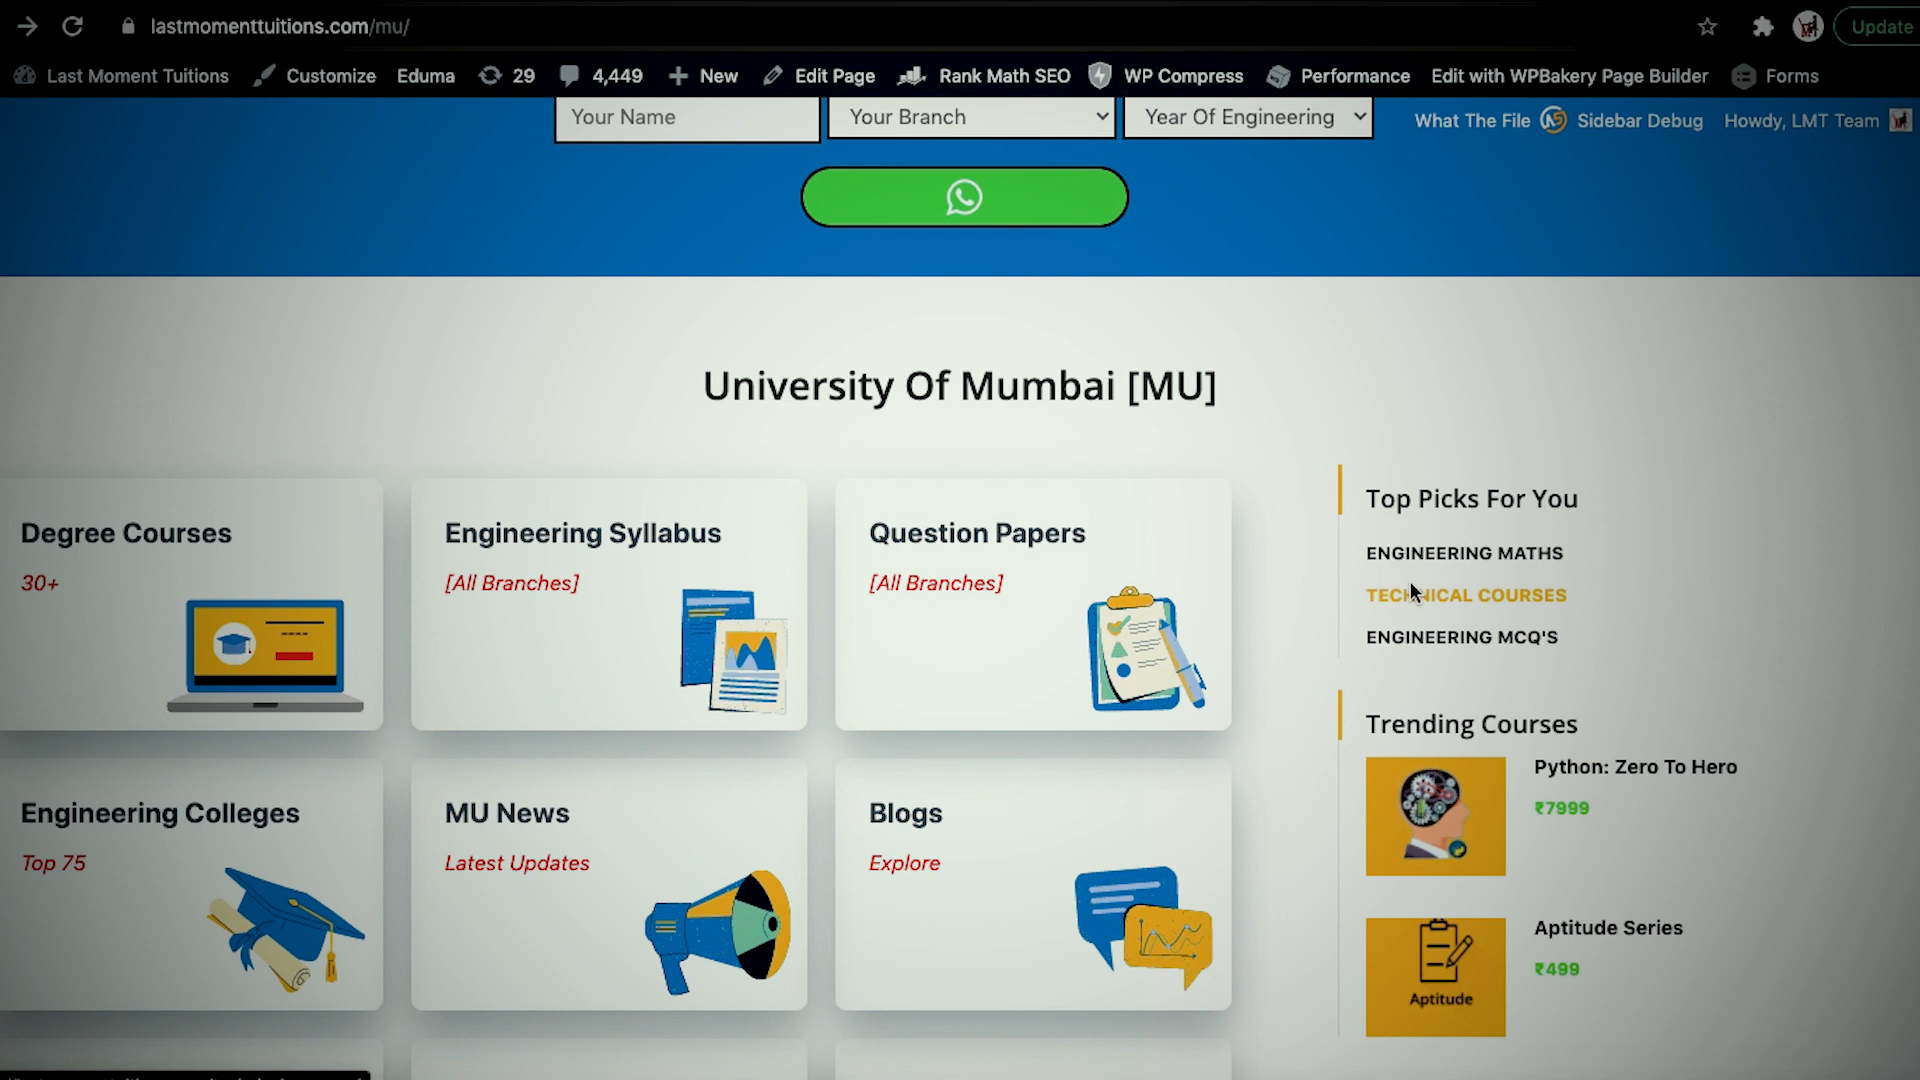 lastmomenttuitions.com/mu/
Update
Last Moment Tuitions Customize Eduma 29 4,449 New Edit Page Rank Math SEO WP Compress Performance Edit with WPBakery Page Builder Forms
Your Name Your Branch Year Of Engineering What The File Sidebar Debug Howdy, LMT Team
University Of Mumbai [MU]
Degree Courses
30+
Engineering Syllabus
[All Branches]
Question Papers
[All Branches]
Engineering Colleges
Top 75
MU News
Latest Updates
Blogs
Explore
Top Picks For You
ENGINEERING MATHS
TECHNICAL COURSES
ENGINEERING MCQ'S
Trending Courses
Python: Zero To Hero
₹7999
Aptitude Series
₹499
Aptitude